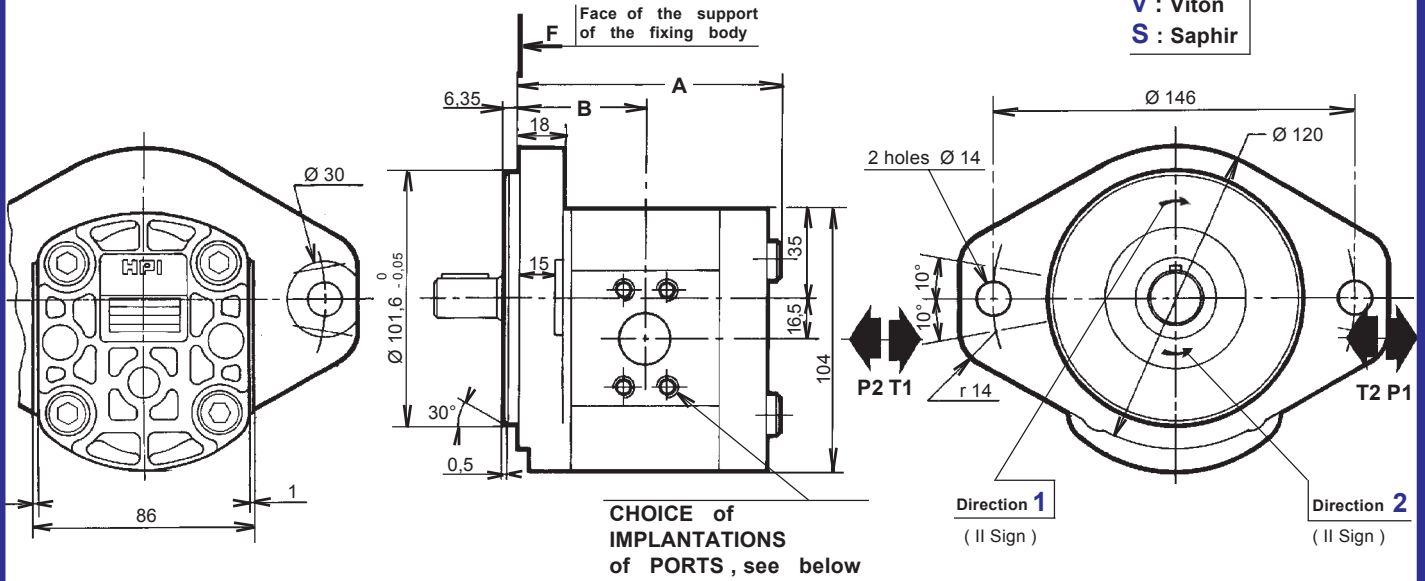 Face of the support
of the fixing body
F
V : Viton
S : Saphir
A
6,35
B
18
Ø 146
Ø 120
2 holes Ø 14
Ø 30
HPI
Ø 101,6 0 -0,05
15
35
16,5
104
10°
10°
P2 T1
T2 P1
r 14
30°
0,5
1
86
CHOICE of
IMPLANTATIONS
of PORTS , see below
Direction 1
( II Sign )
Direction 2
( II Sign )